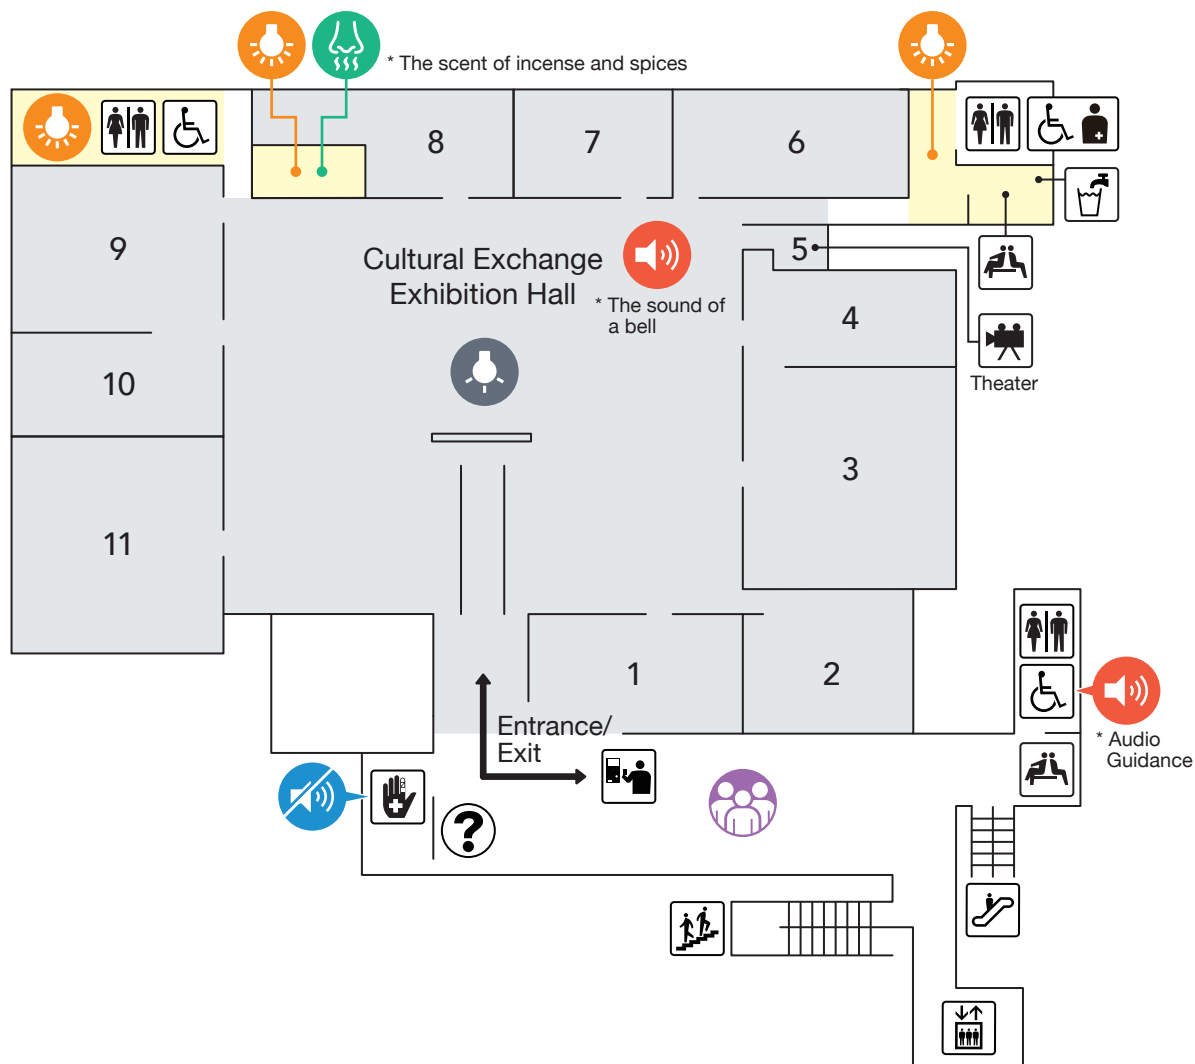 * The scent of incense and spices
8
7
6
9
Cultural Exchange
Exhibition Hall
5
* The sound of
a bell
4
10
Theater
3
11
1
2
Entrance/
Exit
* Audio
Guidance
?